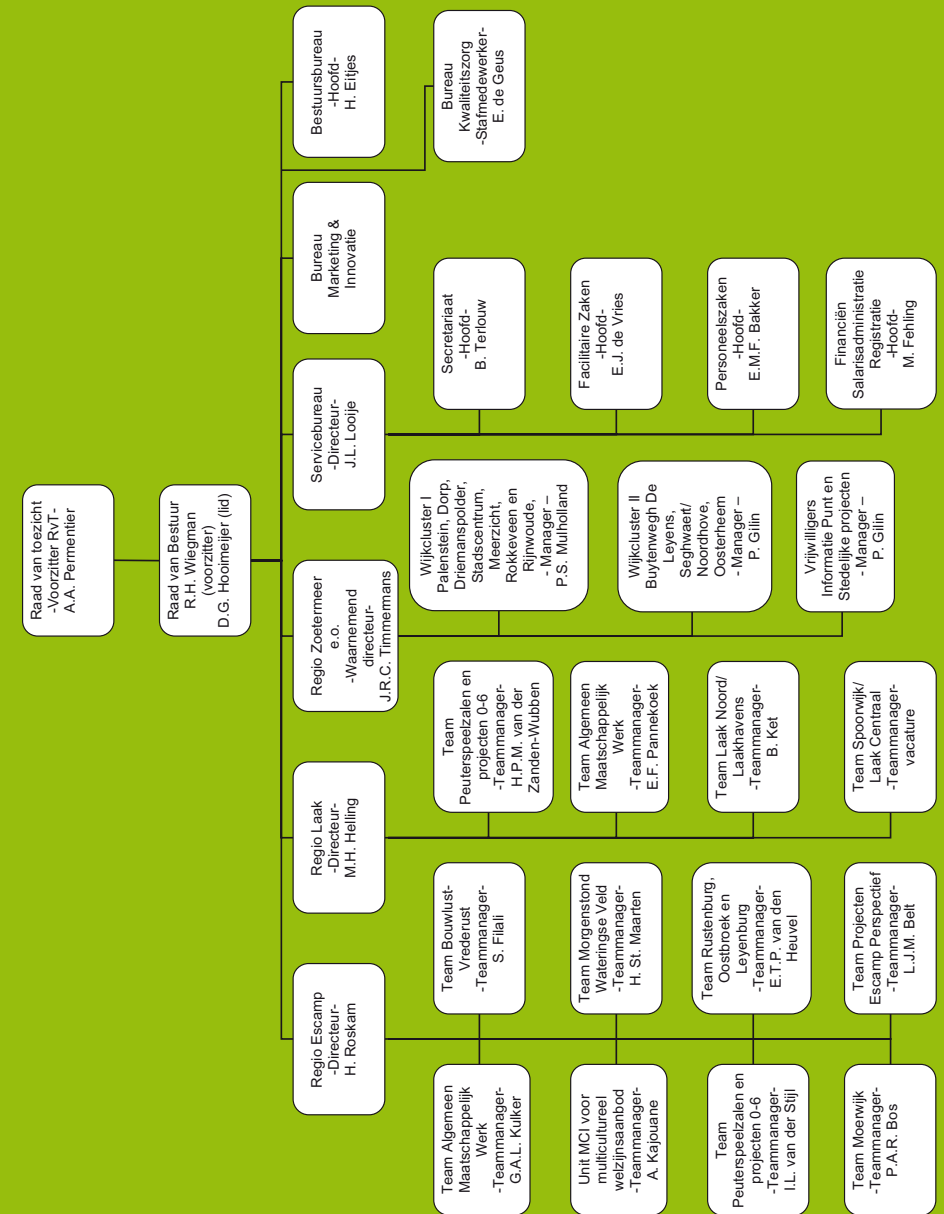 Raad van toezicht
-Voorzitter RvT-
A.A. Permentier
Raad van Bestuur
R.H. Wiegman
(voorzitter)
D.G. Hooimeijer (lid)
Regio Escamp
-Directeur-
H. Roskam
Regio Laak
-Directeur-
M.H. Helling
Regio Zoetermeer
e.o.
-Waarnemend
directeur-
J.R.C. Timmermans
Servicebureau
-Directeur-
J.L. Looije
Bureau
Marketing &
Innovatie
Bestuursbureau
-Hoofd-
H. Eitjes
Team Algemeen
Maatschappelijk
Werk
-Teammanager-
G.A.L. Kulker
Team Bouwlust-
Vrederust
-Teammanager-
S. Filali
Team
Peuterspeelzalen en
projecten 0-6
-Teammanager-
H.P.M. van der
Zanden-Wubben
Wijkcluster I
Palenstein, Dorp,
Driemanspolder,
Stadscentrum,
Meerzicht,
Rokkeveen en
Rijnwoude,
- Manager –
P.S. Mulholland
Secretariaat
-Hoofd-
B. Terlouw
Bureau
Kwaliteitszorg
-Stafmedewerker-
E. de Geus
Unit MCI voor
multicultureel
welzijnsaanbod
-Teammanager-
A. Kajouane
Team Morgenstond
Wateringse Veld
-Teammanager-
H. St. Maarten
Team Algemeen
Maatschappelijk
Werk
-Teammanager-
E.F. Pannekoek
Wijkcluster II
Buytenwegh De
Leyens,
Seghwaert/
Noordhove,
Oosterheem
- Manager –
P. Gilin
Facilitaire Zaken
-Hoofd-
E.J. de Vries
Team
Peuterspeelzalen en
projecten 0-6
-Teammanager-
I.L. van der Stijl
Team Rustenburg,
Oostbroek en
Leyenburg
-Teammanager-
E.T.P. van den
Heuvel
Team Laak Noord/
Laakhavens
-Teammanager-
B. Ket
Vrijwilligers
Informatie Punt en
Stedelijke projecten
- Manager –
P. Gilin
Personeelszaken
-Hoofd-
E.M.F. Bakker
Team Moerwijk
-Teammanager-
P.A.R. Bos
Team Projecten
Escamp Perspectief
-Teammanager-
L.J.M. Belt
Team Spoorwijk/
Laak Centraal
-Teammanager-
vacature
Financiën
Salarisadministratie
Registratie
-Hoofd-
M. Fehling